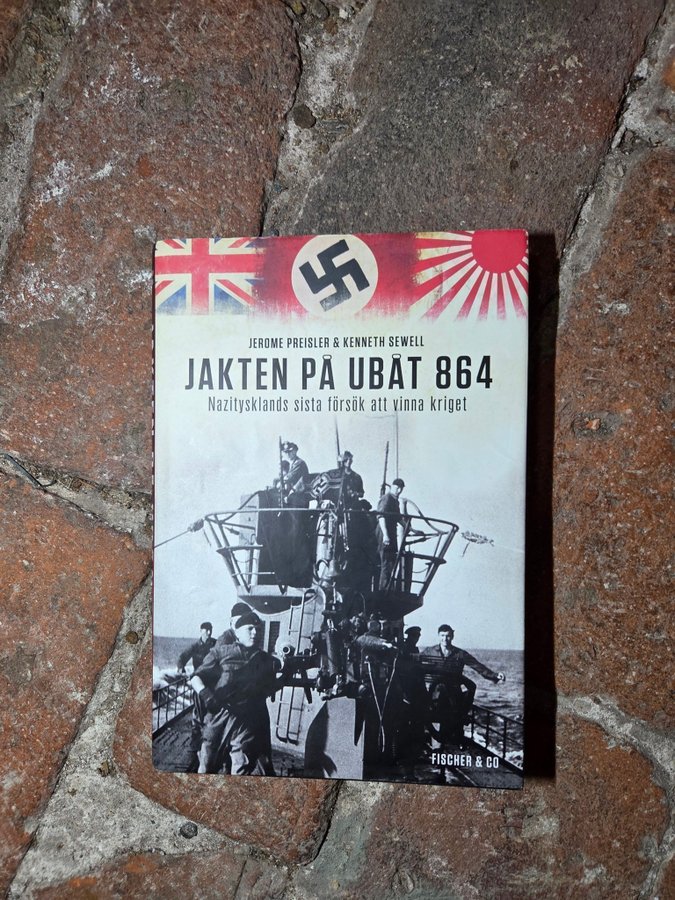 JEROME PREISLER & KENNETH SEWELL
JAKTEN PÅ UBÅT 864
Nazitysklands sista försök att vinna kriget
FISCHER & CO